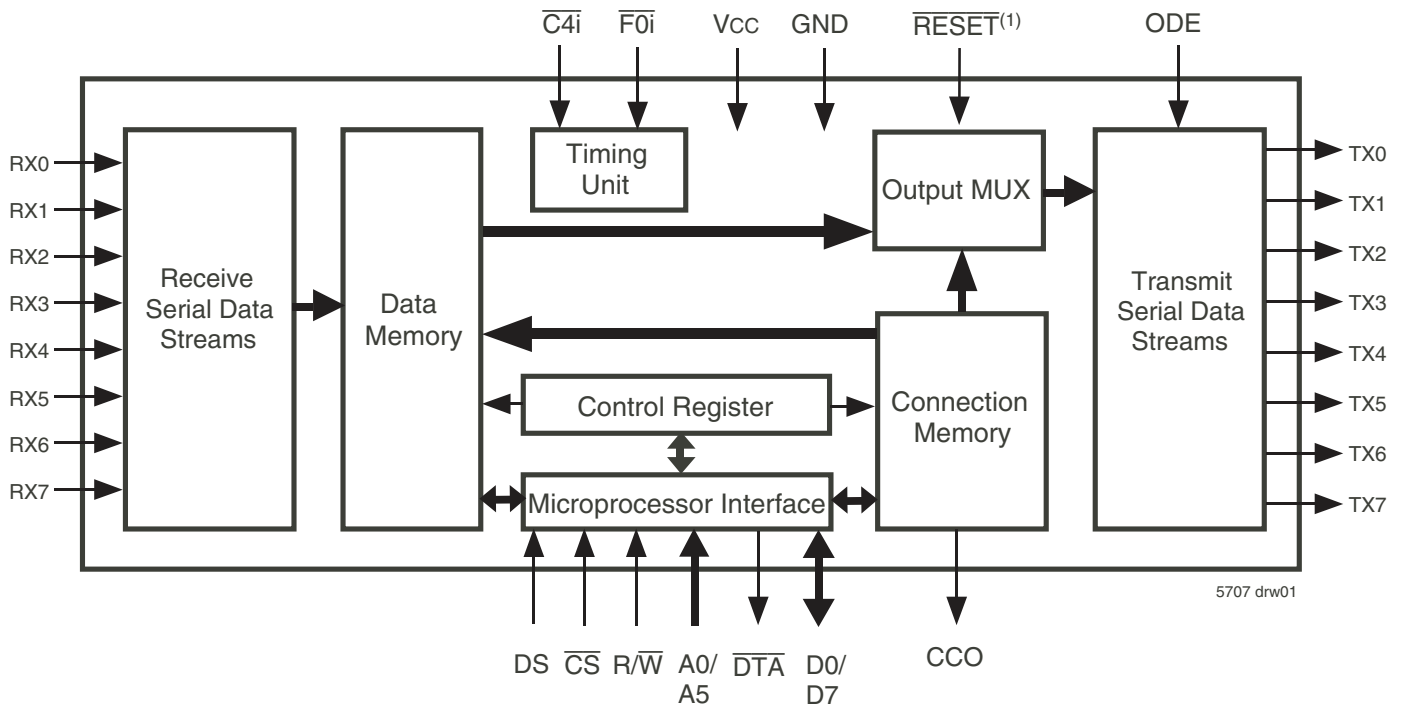 C4i F0i VCC GND RESET(1) ODE
RX0
RX1
RX2
RX3
RX4
RX5
RX6
RX7
Receive
Serial Data
Streams
Data
Memory
Timing
Unit
Output MUX
Control Register
Microprocessor Interface
Connection
Memory
Transmit
Serial Data
Streams
TX0
TX1
TX2
TX3
TX4
TX5
TX6
TX7
5707 drw01
DS CS R/W A0/ DTA D0/ CCO
A5 D7